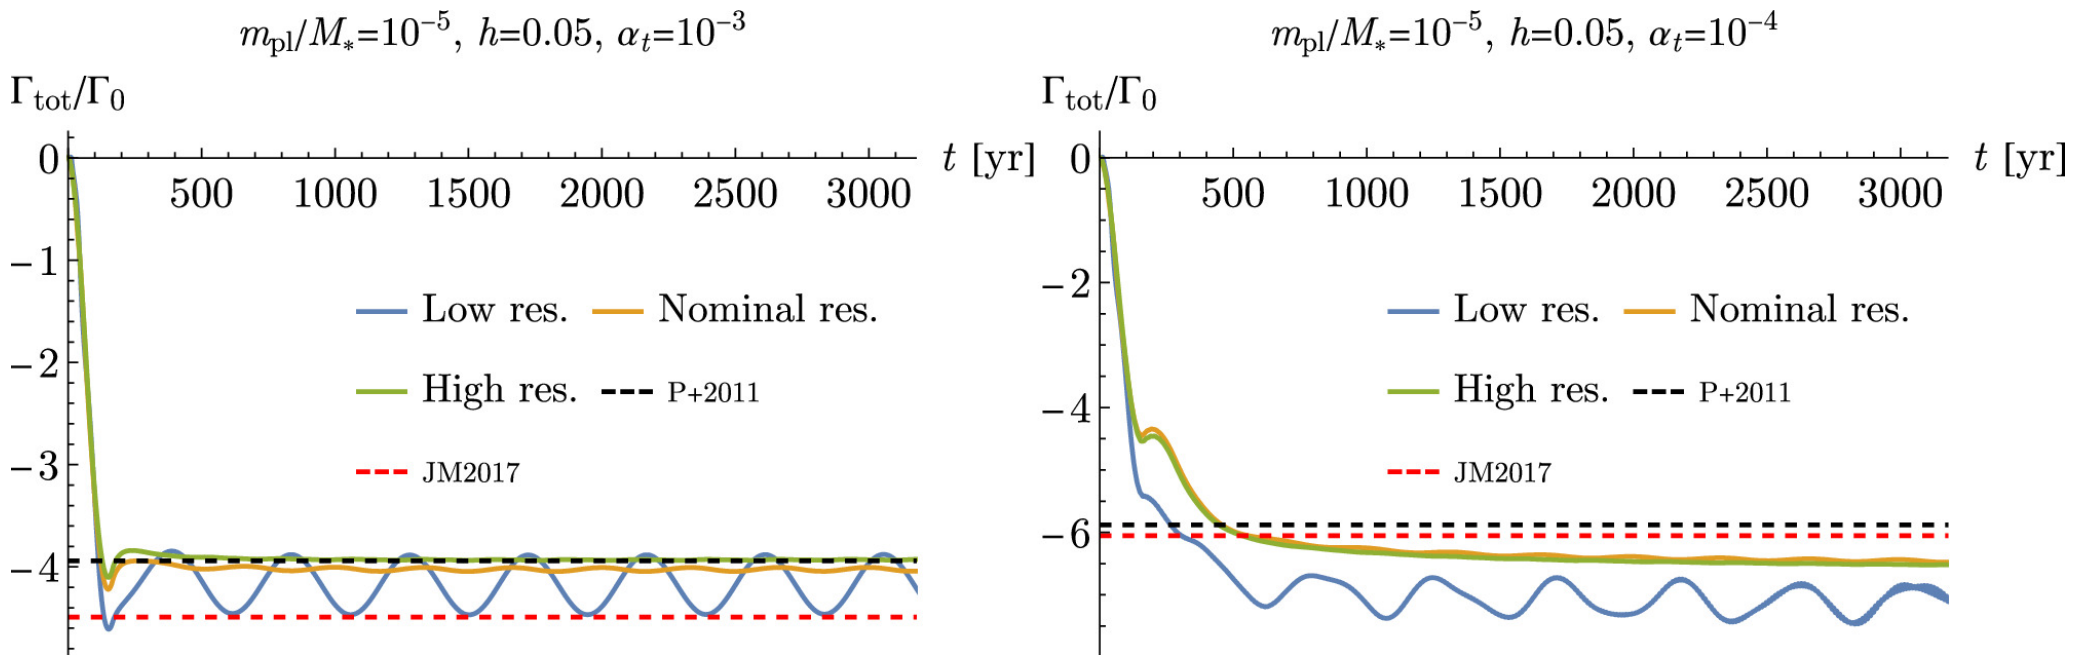 m_pl/M_*=10^−5, h=0.05, α_t=10^−3
Γ_tot/Γ_0
0
500 1000 1500 2000 2500 3000
t [yr]
−1
−2
−3
−4
Low res. Nominal res.
High res. P+2011
JM2017
m_pl/M_*=10^−5, h=0.05, α_t=10^−4
Γ_tot/Γ_0
0
500 1000 1500 2000 2500 3000
t [yr]
−2
−4
−6
Low res. Nominal res.
High res. P+2011
JM2017